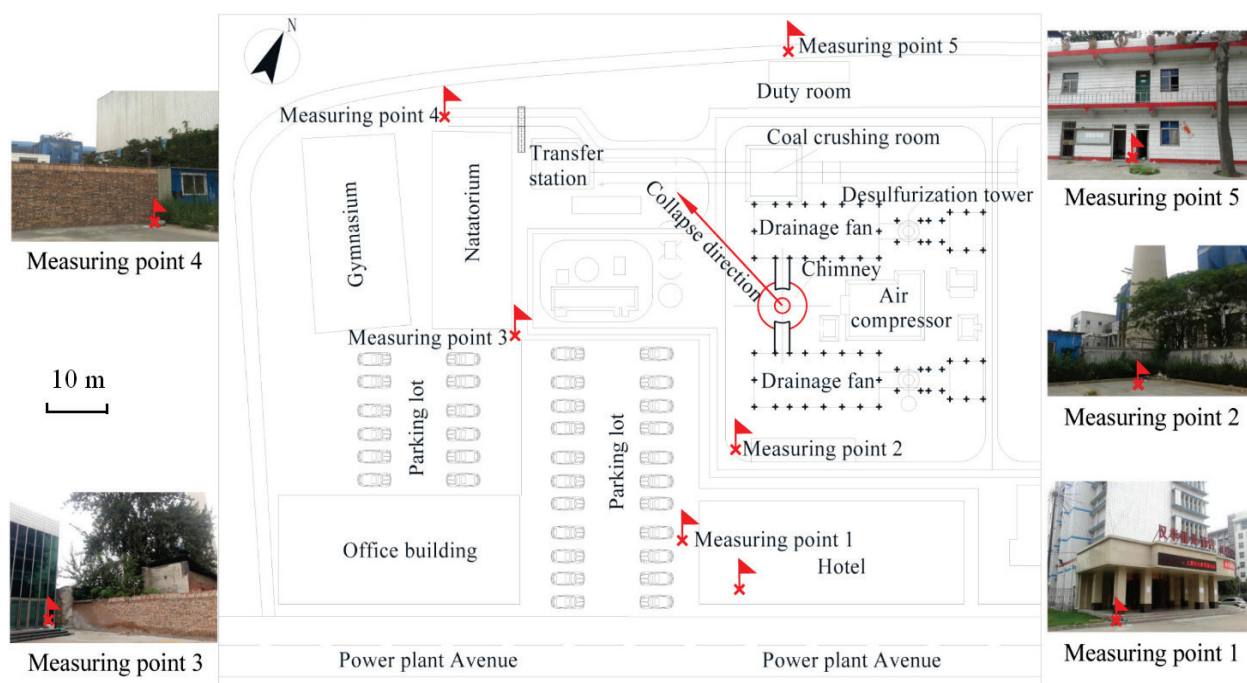 N
Measuring point 5
Duty room
Measuring point 4
Coal crushing room
Transfer
station
Desulfurization tower
Collapse direction
Drainage fan
Gymnasium
Natatorium
Chimney
Air
compressor
Measuring point 3
Drainage fan
Parking lot
Parking lot
Measuring point 2
Office building
Measuring point 1
Hotel
Power plant Avenue
Power plant Avenue
Measuring point 4
10 m
Measuring point 3
Measuring point 5
Measuring point 2
Measuring point 1